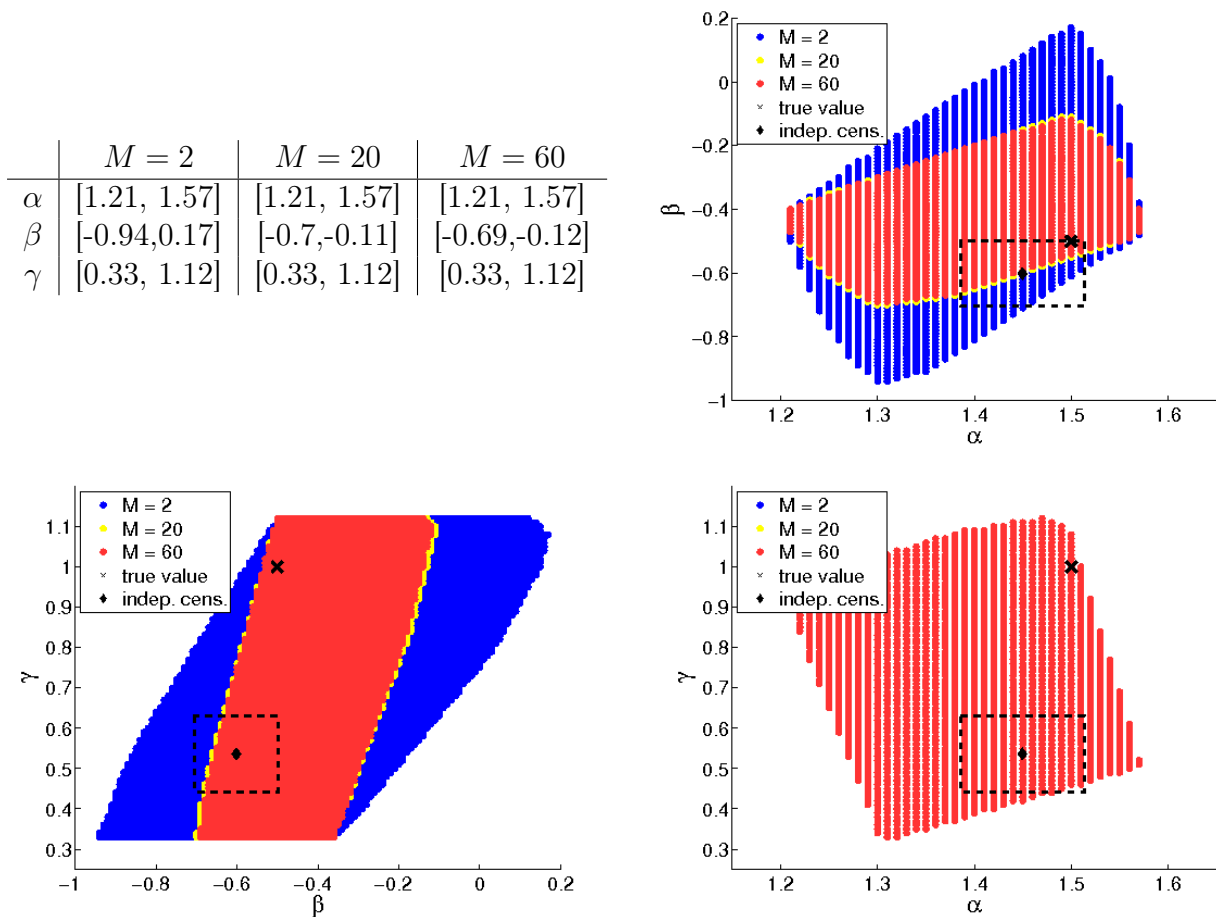 M = 2 M = 20 M = 60
α [1.21, 1.57] [1.21, 1.57] [1.21, 1.57]
β [-0.94,0.17] [-0.7,-0.11] [-0.69,-0.12]
γ [0.33, 1.12] [0.33, 1.12] [0.33, 1.12]
M = 2
M = 20
M = 60
true value
indep. cens.
0.2
0
−0.2
−0.4
−0.6
−0.8
−1
β
1.2 1.3 1.4 1.5 1.6
α
M = 2
M = 20
M = 60
true value
indep. cens.
1.1
1
0.9
0.8
0.7
0.6
0.5
0.4
0.3
γ
−1 −0.8 −0.6 −0.4 −0.2 0 0.2
β
M = 2
M = 20
M = 60
true value
indep. cens.
1.1
1
0.9
0.8
0.7
0.6
0.5
0.4
0.3
γ
1.2 1.3 1.4 1.5 1.6
α